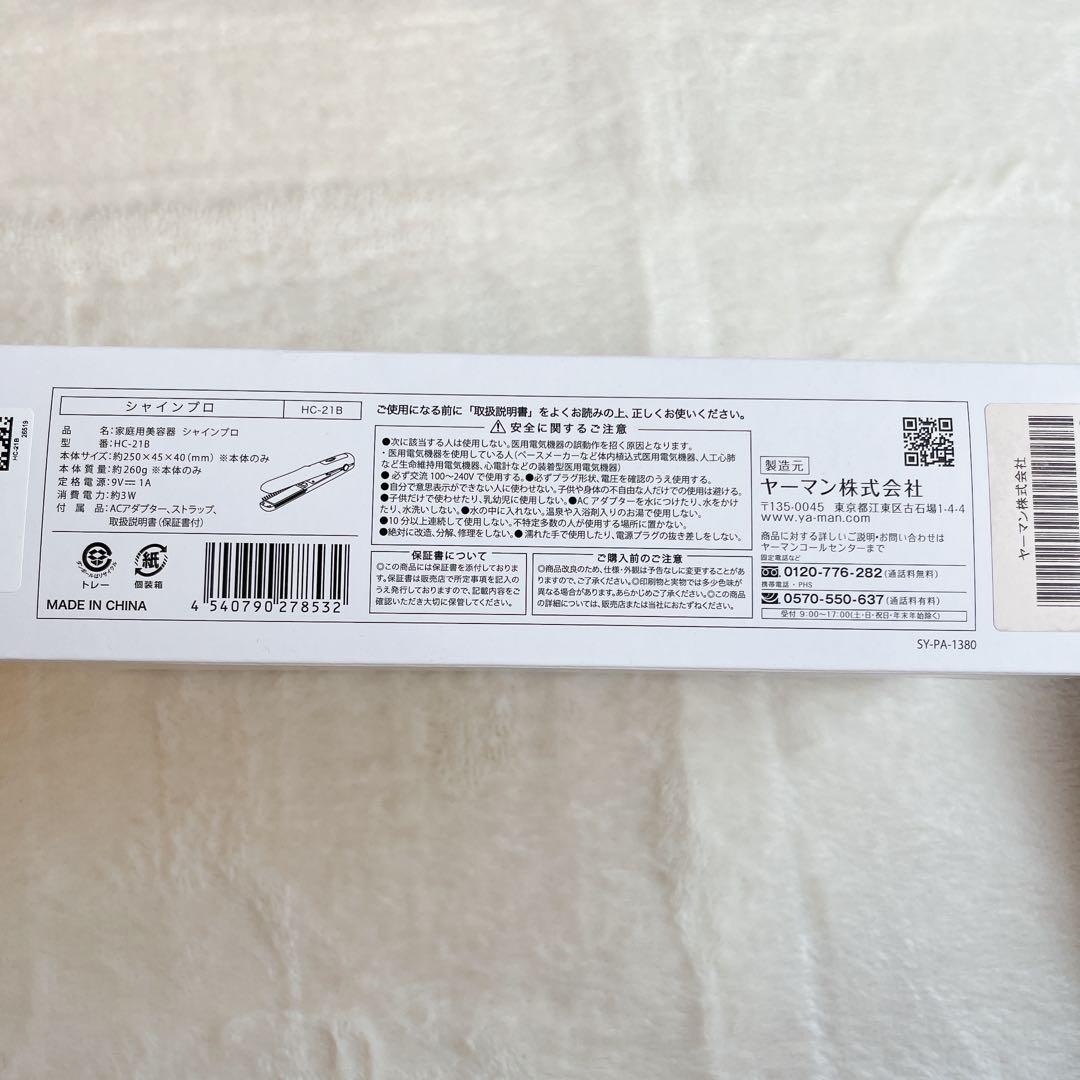 シャインプロ HC-21B
品 名:家庭用美容器 シャインプロ
型 番:HC-21B
本体サイズ:約250×45×40(mm) ※本体のみ
本体質量:約260g ※本体のみ
定格電源:9V⎓1A
消費電力:約3W
付属品:ACアダプター、ストラップ、
取扱説明書(保証書付)
ダンボールはリサイクル
トレー
紙
個装箱
MADE IN CHINA
4 540790 278532
ご使用になる前に「取扱説明書」をよくお読みの上、正しくお使いください。
⚠安全に関するご注意
●次に該当する人は使用しない。医用電気機器の誤動作を招く原因となります。
・医用電気機器を使用している人(ペースメーカーなど体内植込式医用電気機器、人工心肺
など生命維持用電気機器、心電計などの装着型医用電気機器)
●必ず交流100〜240Vで使用する。●必ずプラグ形状、電圧を確認のうえ使用する。
●自分で意思表示ができない人に使わせない。子供や身体の不自由な人だけでの使用は避ける。
●子供だけで使わせたり、乳幼児に使用しない。●ACアダプターを水につけたり、水をかけ
たり、水洗いしない。●水の中に入れない。温泉や入浴剤入りのお湯で使用しない。
●10分以上連続して使用しない。不特定多数の人が使用する場所に置かない。
●絶対に改造、分解、修理をしない。●濡れた手で使用したり、電源プラグの抜き差しをしない。
保証書について
◎この商品には保証書を添付しておりま
す。保証書は販売店で所定事項を記入の
うえ発行しておりますので、記載内容をご
確認いただき大切に保管してください。
ご購入前のご注意
◎商品改良のため、仕様・外観は予告なしに変更することがあ
りますので、ご了承ください。◎印刷物と実物では多少色味が
異なる場合があります。あらかじめご了承ください。◎この商品
の詳細については、販売店または当社におたずねください。
製造元
ヤーマン株式会社
〒135-0045 東京都江東区古石場1-4-4
www.ya-man.com
商品に対する詳しいご説明・お問い合わせは
ヤーマンコールセンターまで
固定電話など
0120-776-282(通話料無料)
携帯電話・PHS
0570-550-637(通話料有料)
受付 9:00〜17:00(土・日・祝日・年末年始除く)
SY-PA-1380
HC-21B
26519
ヤーマン株式会社